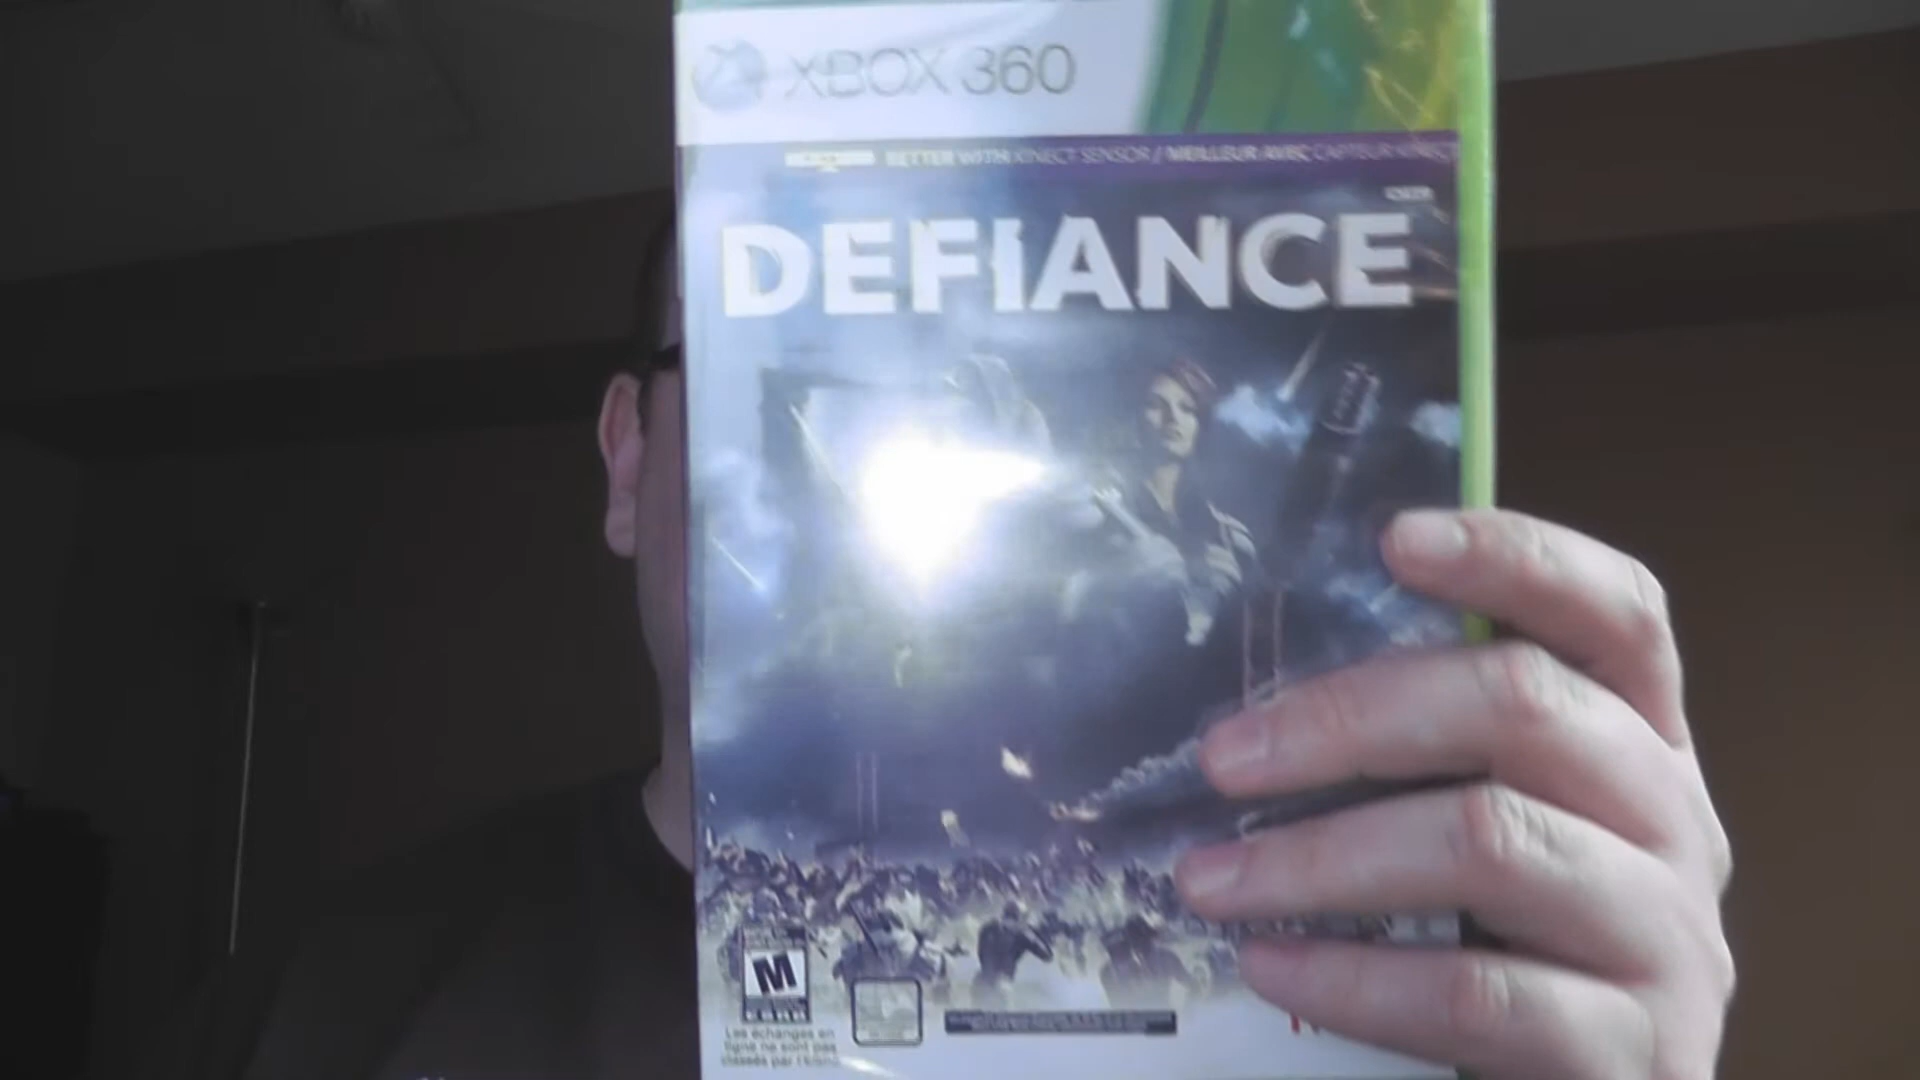 XBOX 360
BETTER WITH KINECT SENSOR / MEILLEUR AVEC CAPTEUR KINECT
DEFIANCE
M
Les échanges en
ligne ne sont pas
classés par l'ESRB